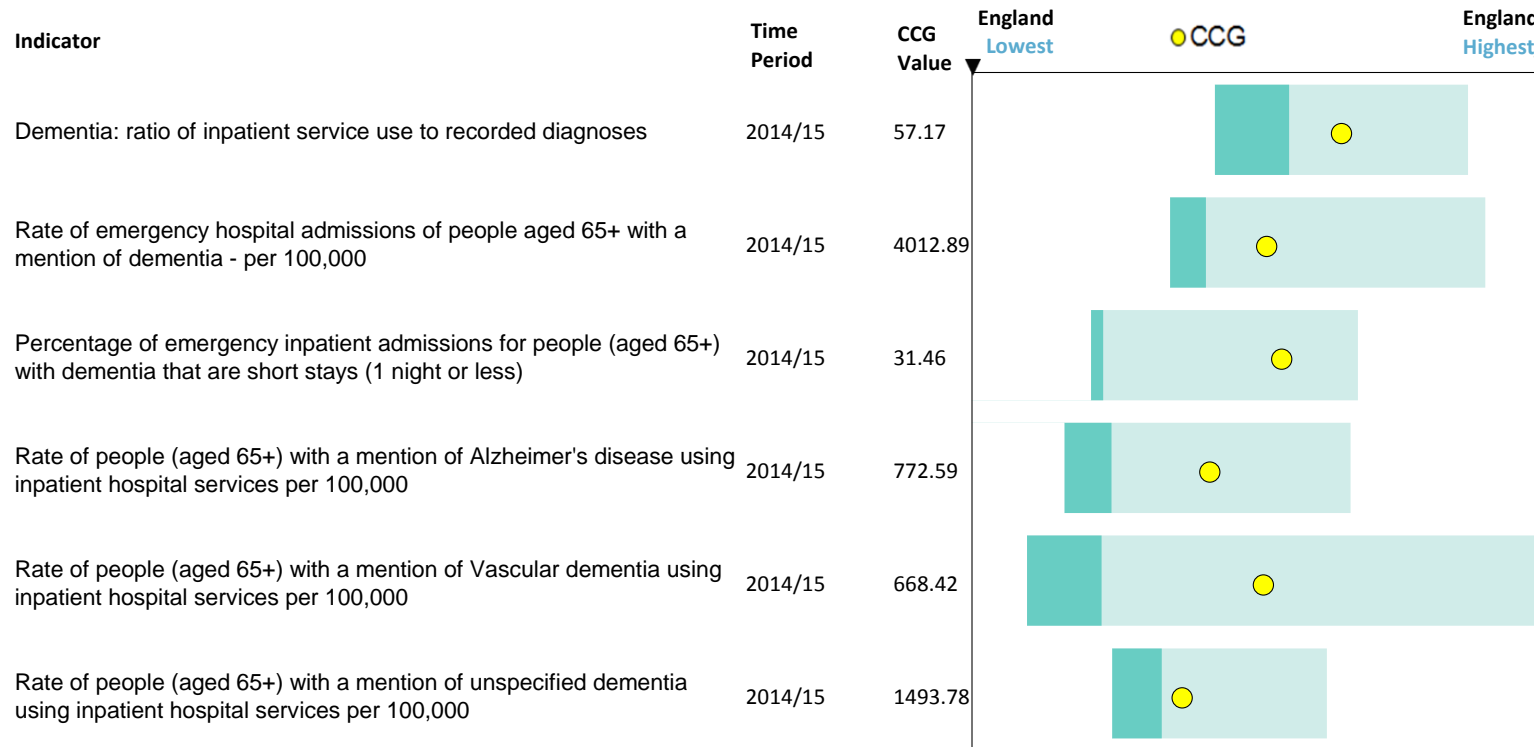 Indicator
Time Period
CCG Value
England Lowest
CCG
England Highest
Dementia: ratio of inpatient service use to recorded diagnoses 2014/15 57.17
Rate of emergency hospital admissions of people aged 65+ with a
mention of dementia - per 100,000
2014/15 4012.89
Percentage of emergency inpatient admissions for people (aged 65+)
with dementia that are short stays (1 night or less)
2014/15 31.46
Rate of people (aged 65+) with a mention of Alzheimer's disease using
inpatient hospital services per 100,000
2014/15 772.59
Rate of people (aged 65+) with a mention of Vascular dementia using
inpatient hospital services per 100,000
2014/15 668.42
Rate of people (aged 65+) with a mention of unspecified dementia
using inpatient hospital services per 100,000
2014/15 1493.78